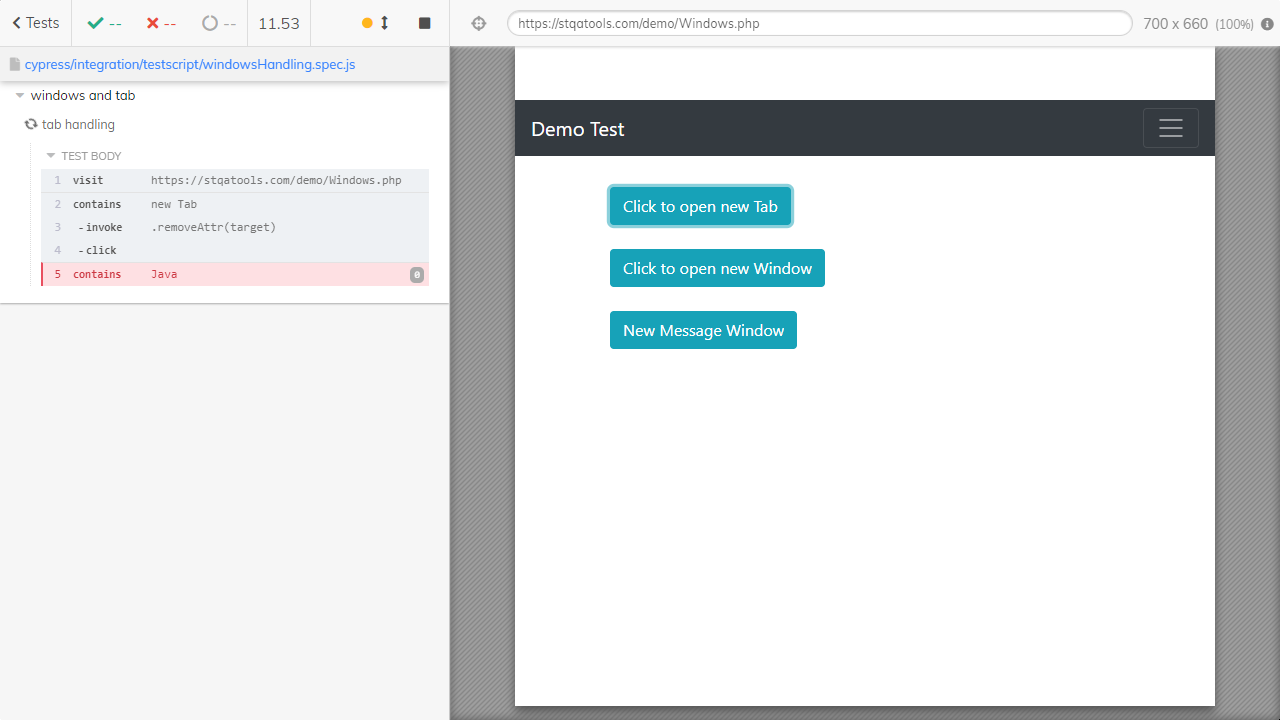 Tests -- -- -- 11.53
https://stqatools.com/demo/Windows.php 700 x 660 (100%)
cypress/integration/testscript/windowsHandling.spec.js
windows and tab
tab handling
TEST BODY
1 visit https://stqatools.com/demo/Windows.php
2 contains new Tab
3 - invoke .removeAttr(target)
4 - click
5 contains Java 0
Demo Test
Click to open new Tab
Click to open new Window
New Message Window